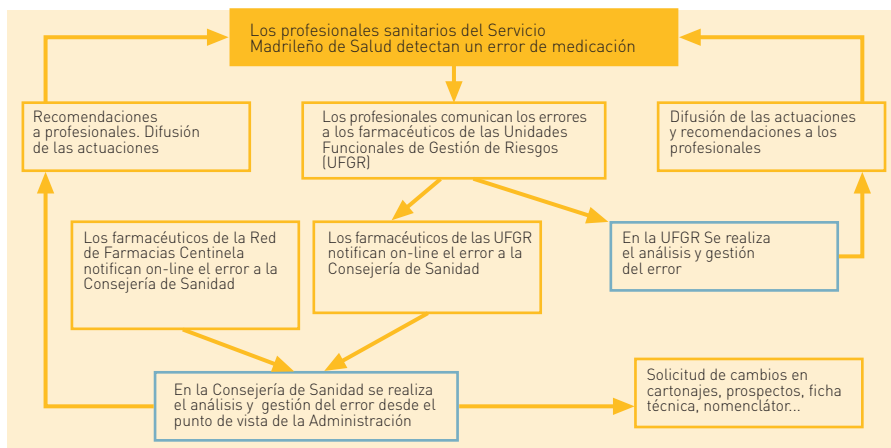 Los profesionales sanitarios del Servicio
Madrileño de Salud detectan un error de medicación
Recomendaciones
a profesionales. Difusión
de las actuaciones
Los profesionales comunican los errores
a los farmacéuticos de las Unidades
Funcionales de Gestión de Riesgos
(UFGR)
Difusión de las actuaciones
y recomendaciones a los
profesionales
Los farmacéuticos de la Red
de Farmacias Centinela
notifican on-line el error a la
Consejería de Sanidad
Los farmacéuticos de las UFGR
notifican on-line el error a la
Consejería de Sanidad
En la UFGR Se realiza
el análisis y gestión
del error
En la Consejería de Sanidad se realiza
el análisis y gestión del error desde el
punto de vista de la Administración
Solicitud de cambios en
cartonajes, prospectos, ficha
técnica, nomenclátor...